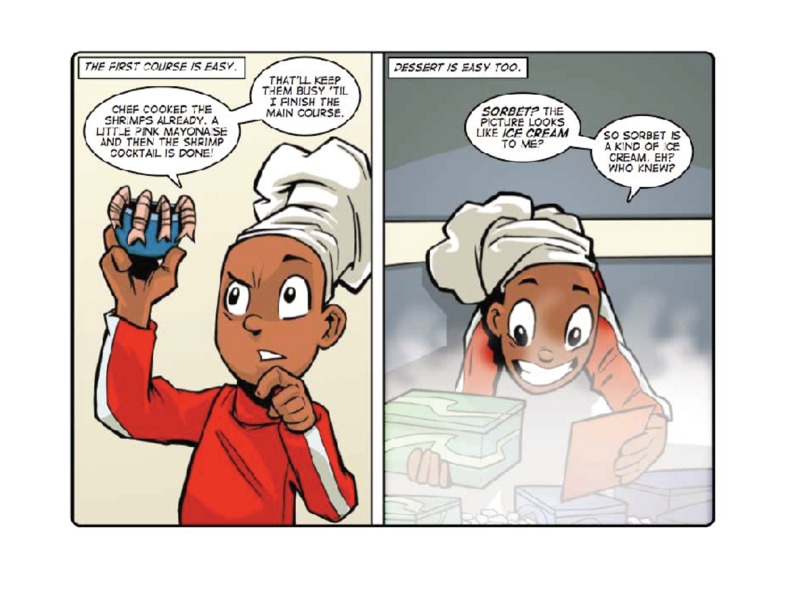 THE FIRST COURSE IS EASY.
CHEF COOKED THE
SHRIMPS ALREADY. A
LITTLE PINK MAYONAISE
AND THEN THE SHRIMP
COCKTAIL IS DONE!
THAT'LL KEEP
THEM BUSY 'TIL
I FINISH THE
MAIN COURSE.
DESSERT IS EASY TOO.
SORBET? THE
PICTURE LOOKS
LIKE ICE CREAM
TO ME?
SO SORBET IS
A KIND OF ICE
CREAM, EH?
WHO KNEW?